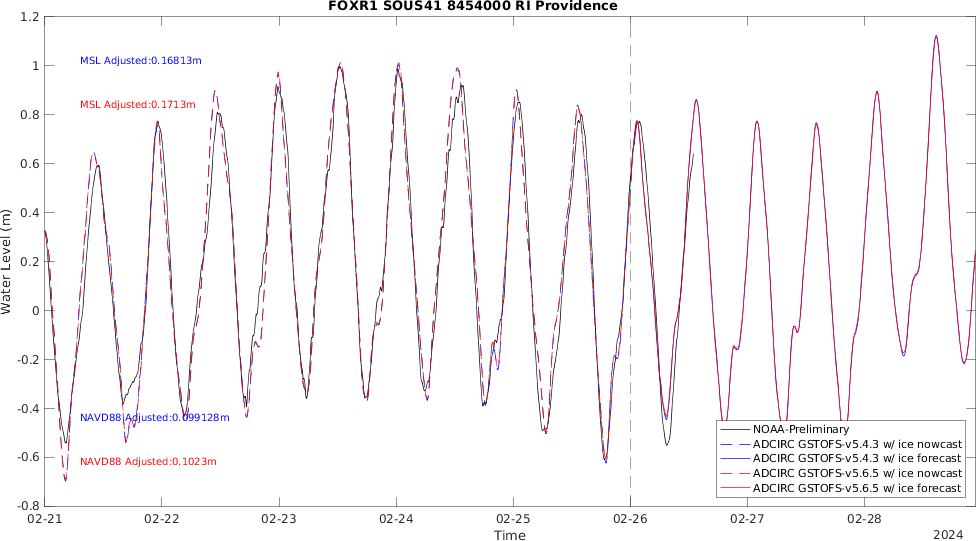 FOXR1 SOUS41 8454000 RI Providence
1.2
1
0.8
0.6
0.4
0.2
0
-0.2
-0.4
-0.6
-0.8
Water Level (m)
MSL Adjusted:0.16813m
MSL Adjusted:0.1713m
NAVD88 Adjusted:0.099128m
NAVD88 Adjusted:0.1023m
NOAA-Preliminary
ADCIRC GSTOFS-v5.4.3 w/ ice nowcast
ADCIRC GSTOFS-v5.4.3 w/ ice forecast
ADCIRC GSTOFS-v5.6.5 w/ ice nowcast
ADCIRC GSTOFS-v5.6.5 w/ ice forecast
02-21
02-22
02-23
02-24
02-25
02-26
02-27
02-28
Time
2024